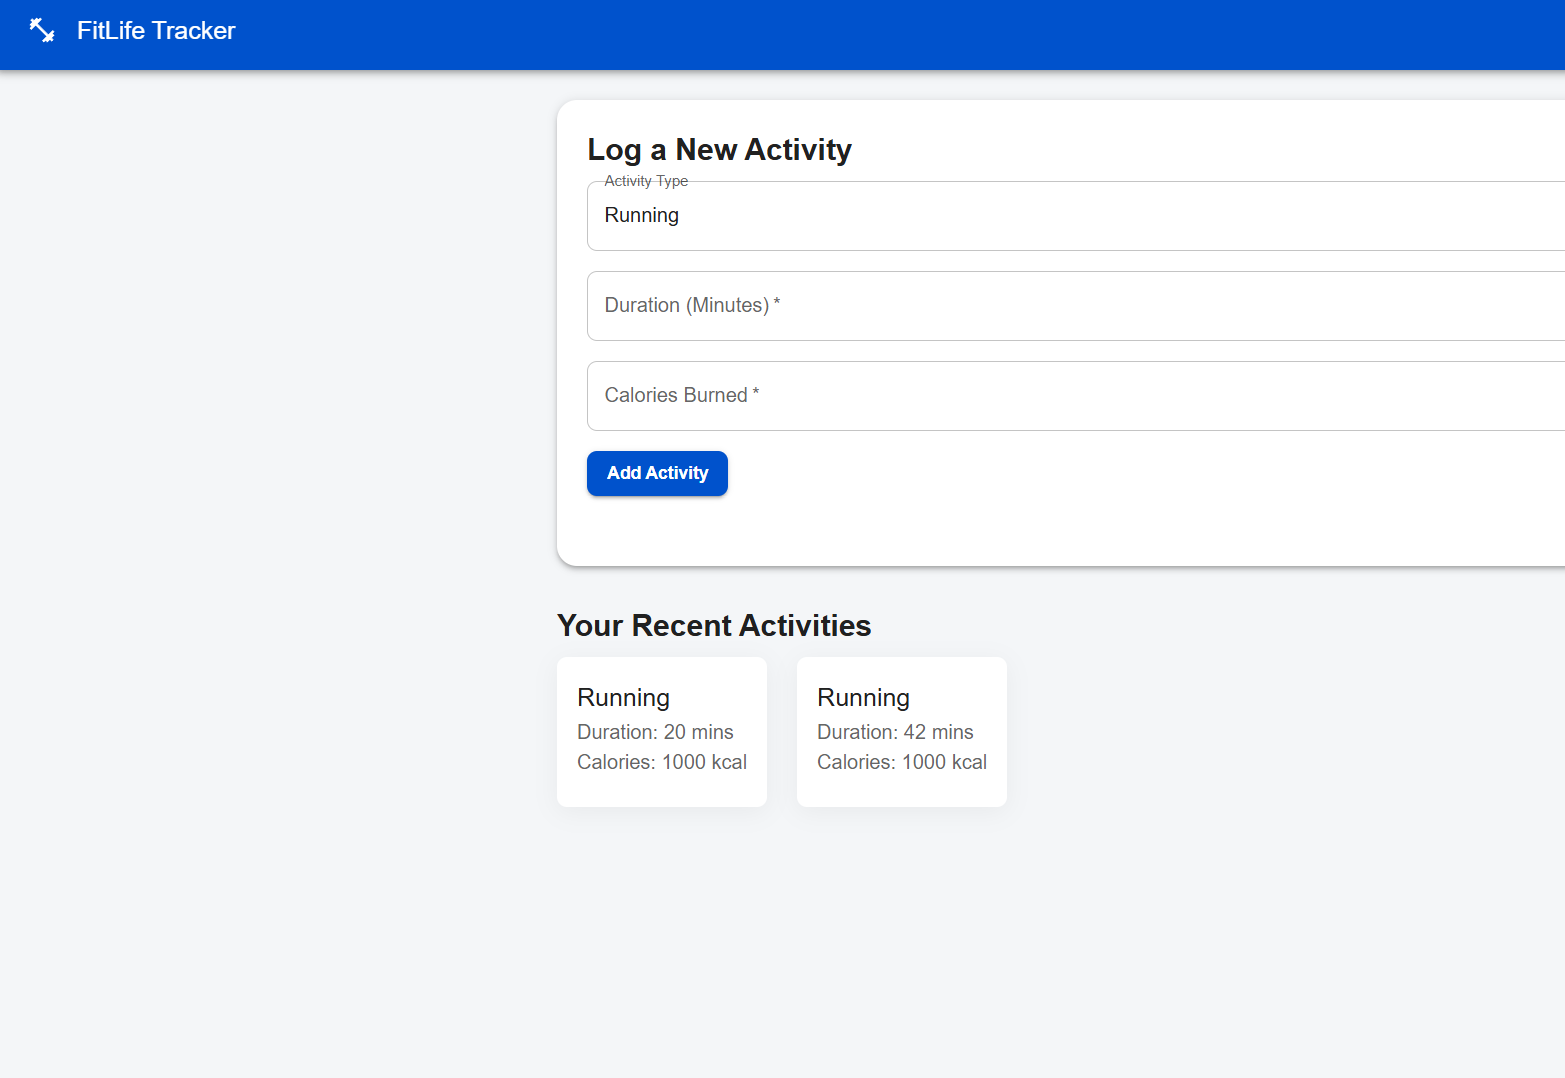 FitLife Tracker
Log a New Activity
Activity Type
Running
Duration (Minutes) *
Calories Burned *
Add Activity
Your Recent Activities
Running
Duration: 20 mins
Calories: 1000 kcal
Running
Duration: 42 mins
Calories: 1000 kcal